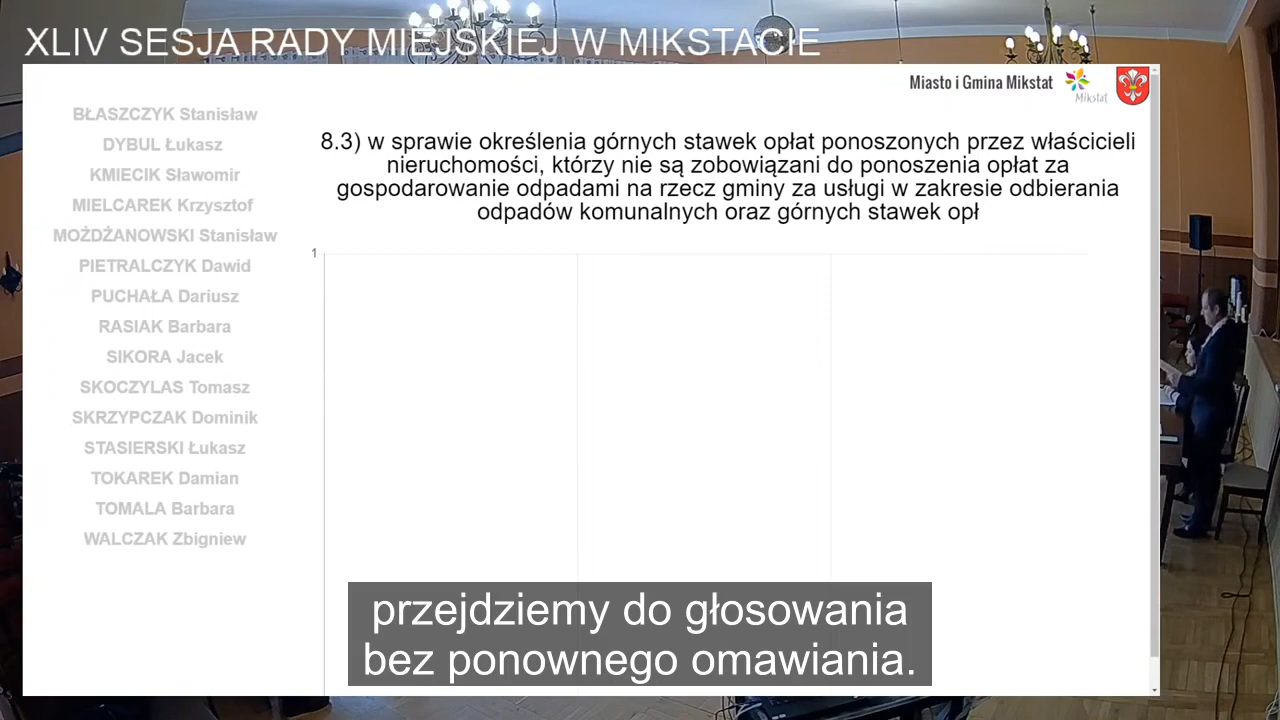 XLIV SESJA RADY MIEJSKIEJ W MIKSTACIE
Miasto i Gmina Mikstat
Mikstat
BŁASZCZYK Stanisław
DYBUL Łukasz
KMIECIK Sławomir
MIELCAREK Krzysztof
MOŻDŻANOWSKI Stanisław
PIETRALCZYK Dawid
PUCHAŁA Dariusz
RASIAK Barbara
SIKORA Jacek
SKOCZYLAS Tomasz
SKRZYPCZAK Dominik
STASIERSKI Łukasz
TOKAREK Damian
TOMALA Barbara
WALCZAK Zbigniew
8.3) w sprawie określenia górnych stawek opłat ponoszonych przez właścicieli
nieruchomości, którzy nie są zobowiązani do ponoszenia opłat za
gospodarowanie odpadami na rzecz gminy za usługi w zakresie odbierania
odpadów komunalnych oraz górnych stawek opł
1
przejdziemy do głosowania
bez ponownego omawiania.